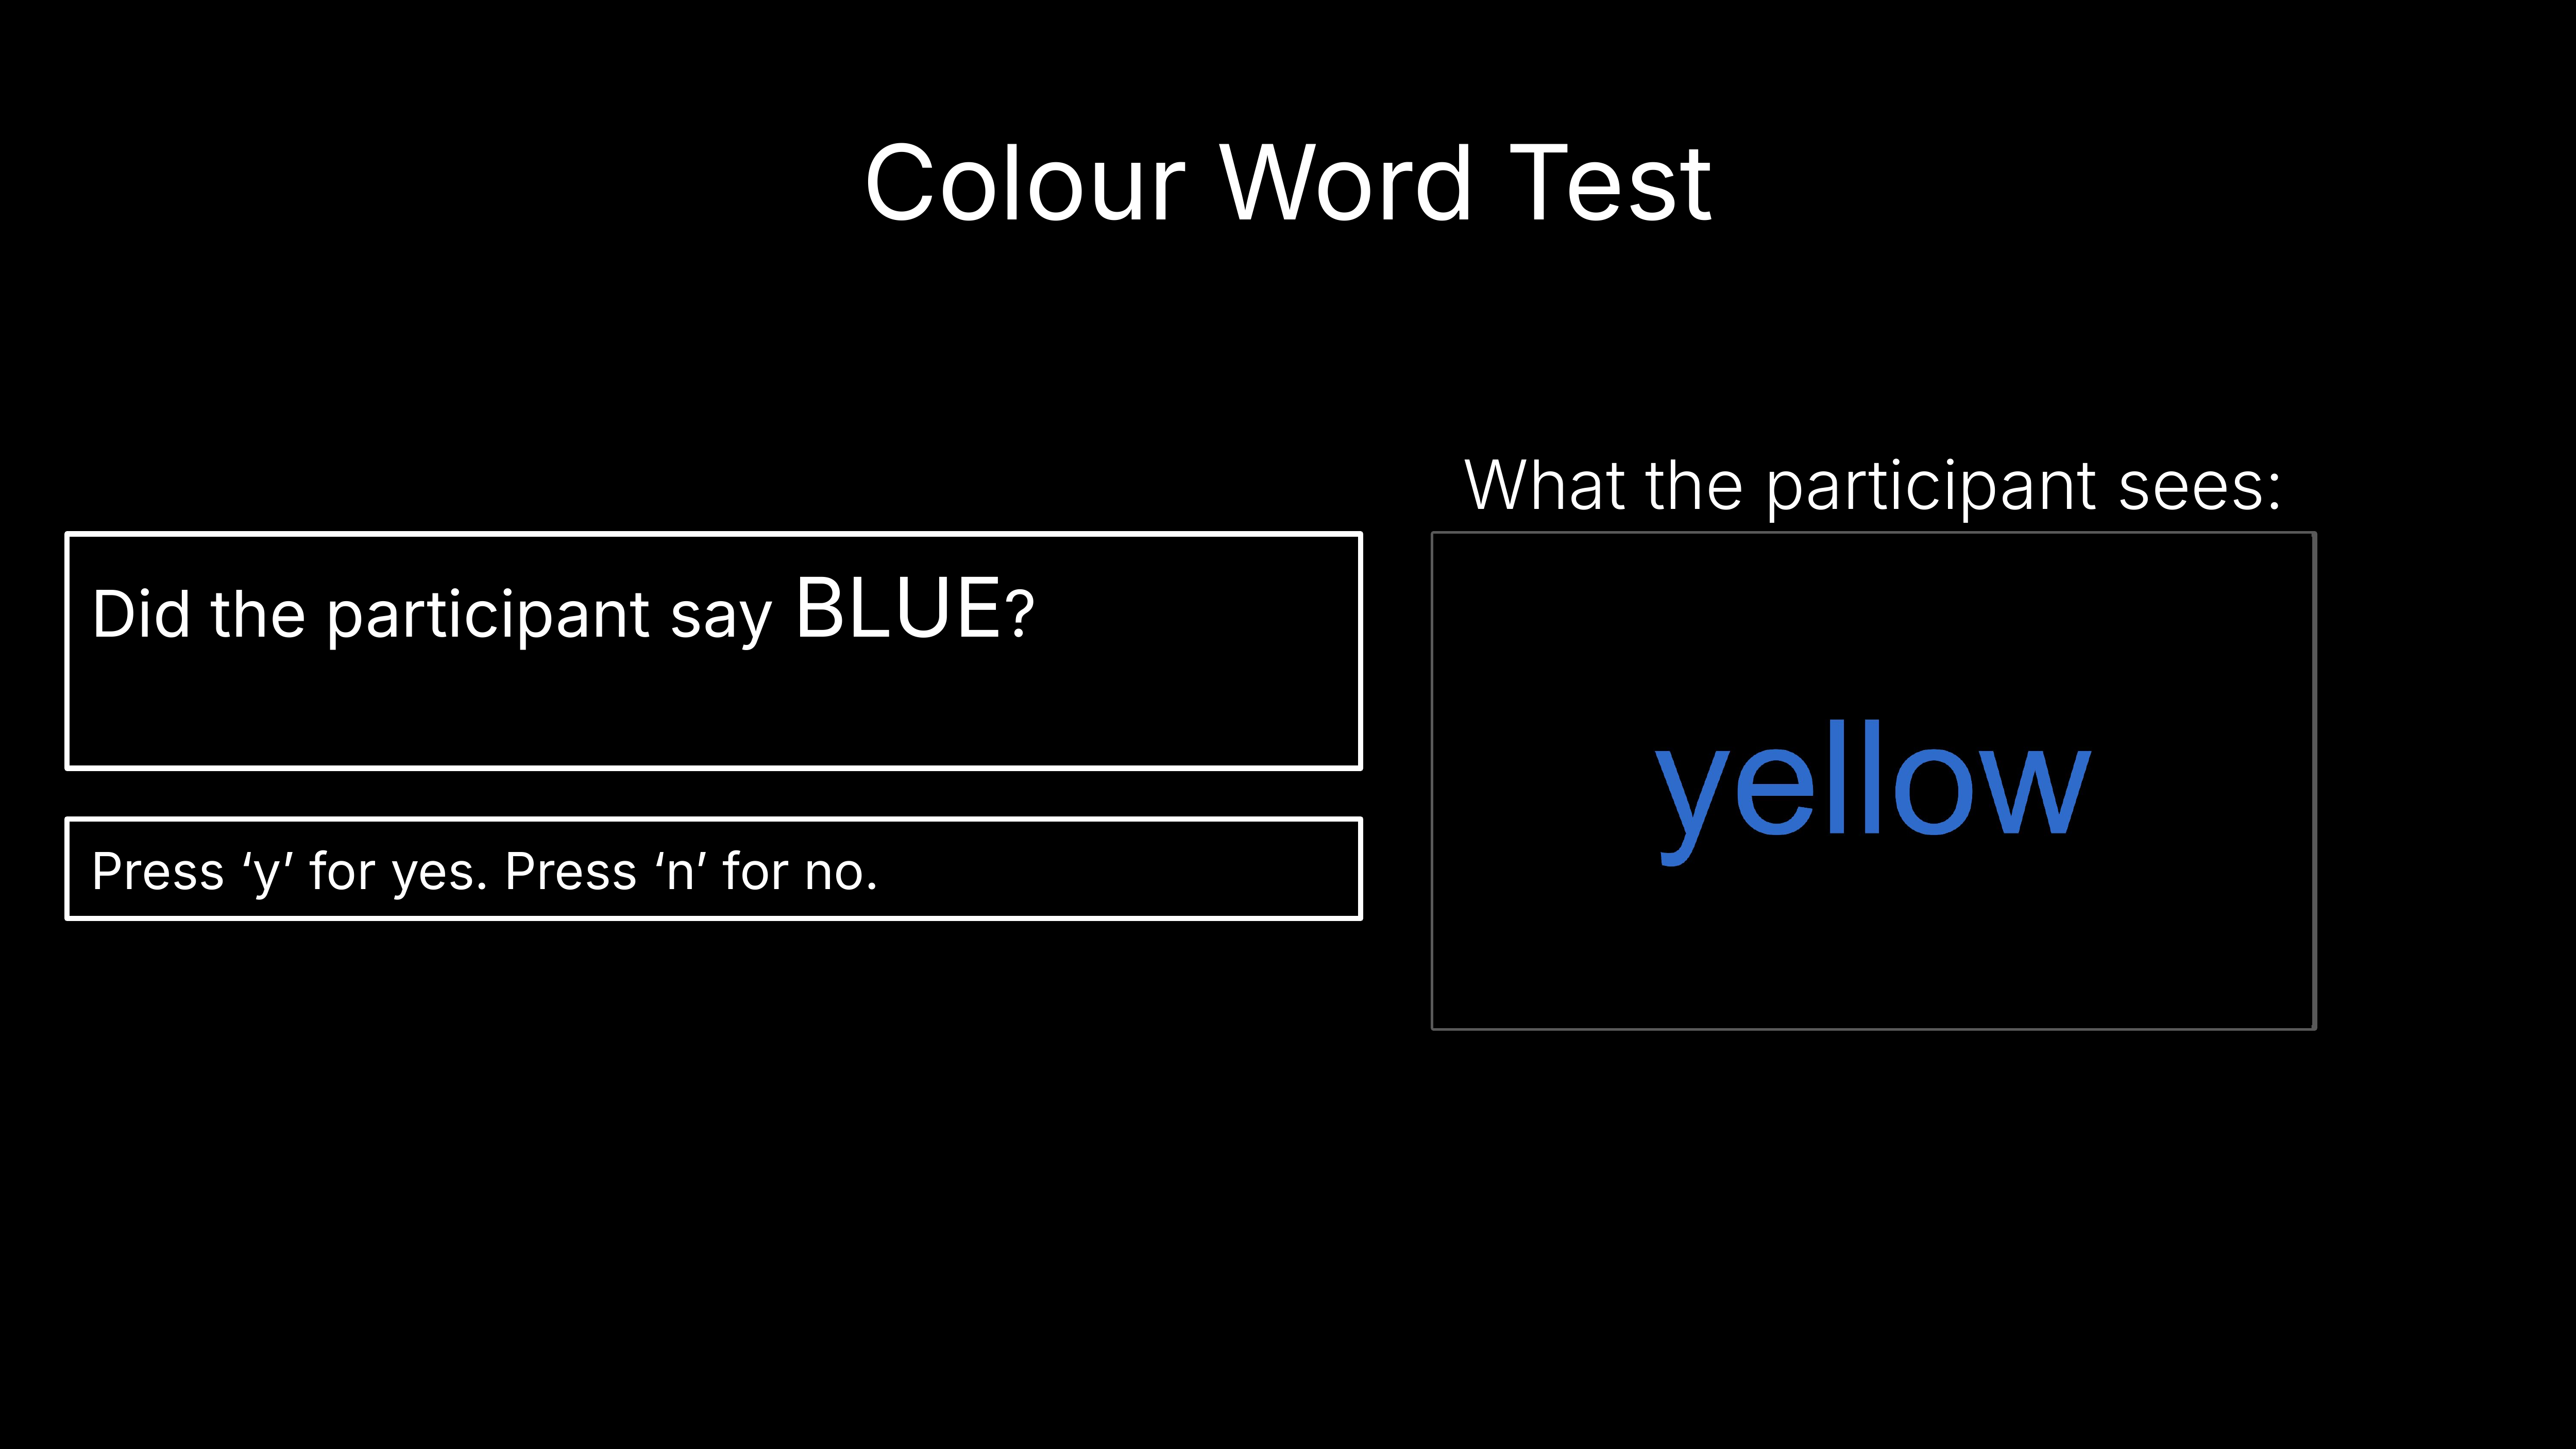 Colour Word Test
Did the participant say BLUE?
Press ‘y’ for yes. Press ‘n’ for no.
What the participant sees:
yellow